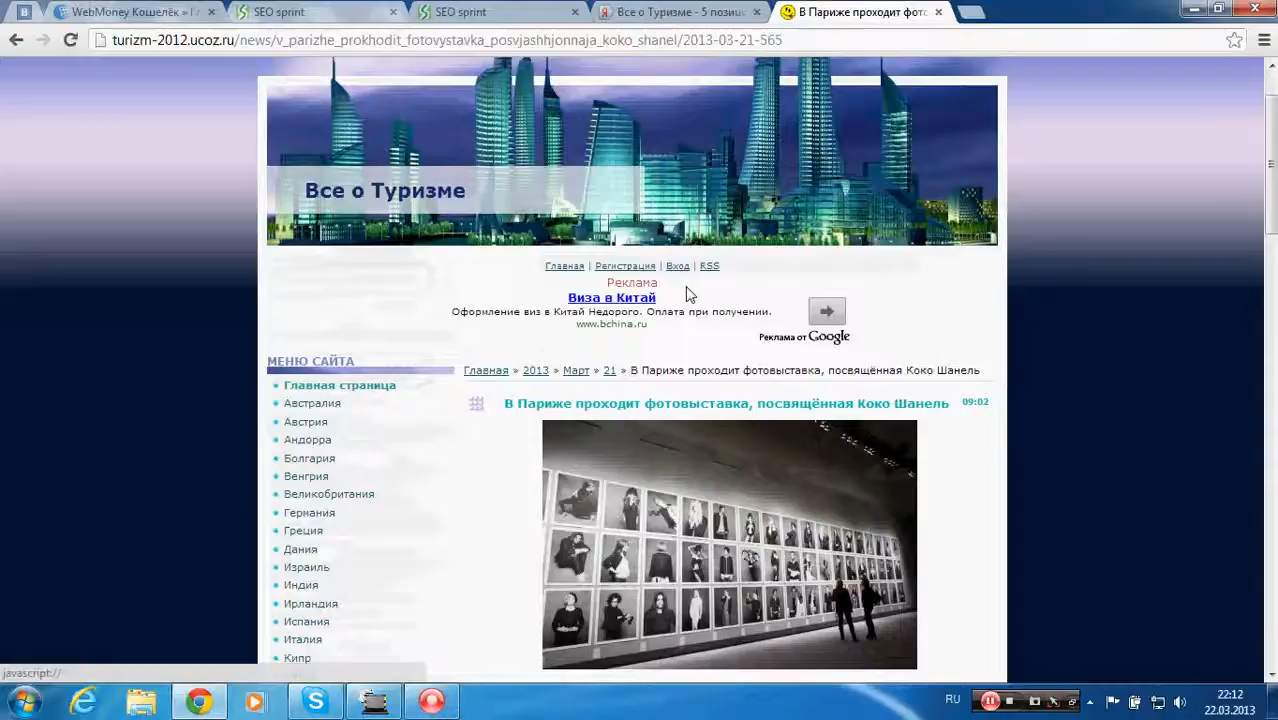 WebMoney Кошелёк » I
SEO sprint
SEO sprint
Все о Туризме - 5 позиц
В Париже проходит фот
turizm-2012.ucoz.ru/news/v_parizhe_prokhodit_fotovystavka_posvjashhjonnaja_koko_shanel/2013-03-21-565
Все о Туризме
Главная | Регистрация | Вход | RSS
Реклама
Виза в Китай
Оформление виз в Китай Недорого. Оплата при получении.
www.bchina.ru
Реклама от Google
МЕНЮ САЙТА
Главная » 2013 » Март » 21 » В Париже проходит фотовыставка, посвящённая Коко Шанель
Главная страница
В Париже проходит фотовыставка, посвящённая Коко Шанель 09:02
Австралия
Австрия
Андорра
Болгария
Венгрия
Великобритания
Германия
Греция
Дания
Израиль
Индия
Ирландия
Испания
Италия
Кипр
javascript://
RU
22:12
22.03.2013